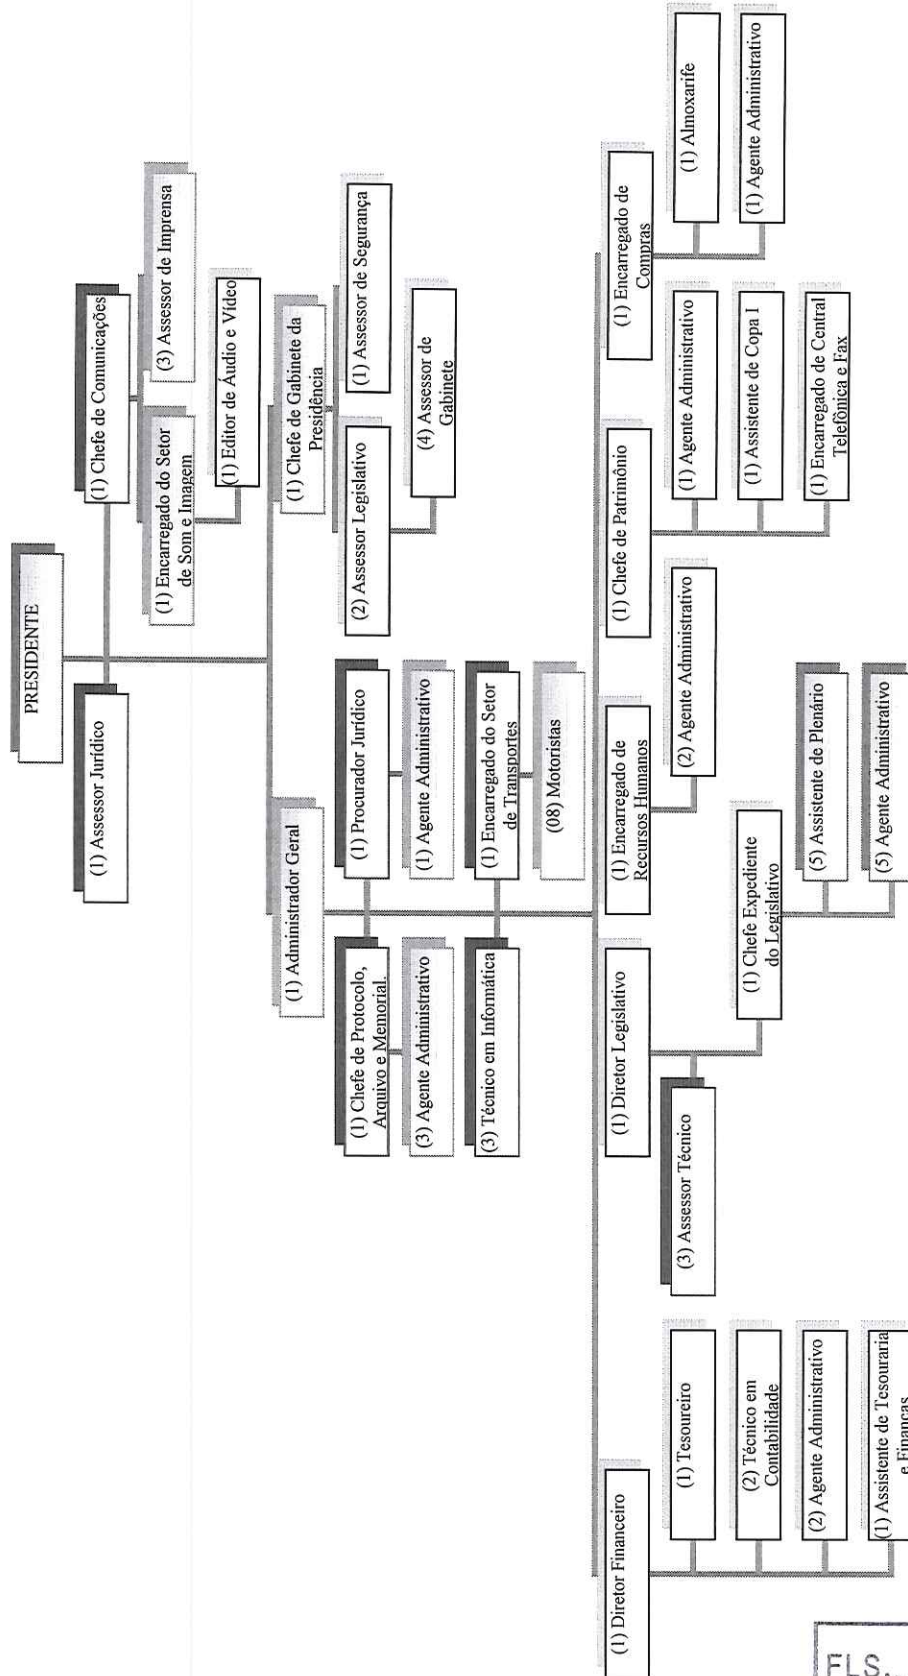 PRESIDENTE
(1) Assessor Jurídico
(1) Chefe de Comunicações
(1) Encarregado do Setor
de Som e Imagem
(3) Assessor de Imprensa
(1) Editor de Áudio e Vídeo
(1) Administrador Geral
(1) Chefe de Gabinete da
Presidência
(2) Assessor Legislativo
(1) Assessor de Segurança
(4) Assessor de
Gabinete
(1) Chefe de Protocolo,
Arquivo e Memorial.
(1) Procurador Jurídico
(3) Agente Administrativo
(1) Agente Administrativo
(3) Técnico em Informática
(1) Encarregado do Setor
de Transportes
(08) Motoristas
(1) Diretor Financeiro
(1) Tesoureiro
(2) Técnico em
Contabilidade
(2) Agente Administrativo
(1) Assistente de Tesouraria
e Finanças
(1) Diretor Legislativo
(3) Assessor Técnico
(1) Chefe Expediente
do Legislativo
(5) Assistente de Plenário
(5) Agente Administrativo
(1) Encarregado de
Recursos Humanos
(2) Agente Administrativo
(1) Chefe de Patrimônio
(1) Agente Administrativo
(1) Assistente de Copa I
(1) Encarregado de Central
Telefônica e Fax
(1) Encarregado de
Compras
(1) Almoxarife
(1) Agente Administrativo
FLS.